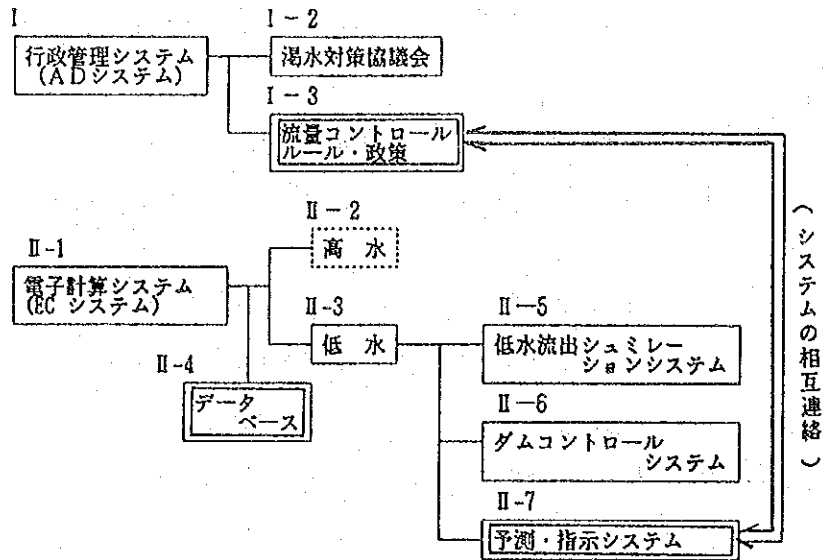 I
行政管理システム
(ADシステム)
I－2
渇水対策協議会
I－3
流量コントロール
ルール・政策
II－2
高 水
II-1
電子計算システム
(EC システム)
II-3
低 水
II-4
データ
ベース
II－5
低水流出シュミレー
ションシステム
II－6
ダムコントロール
システム
II-7
予測・指示システム
(システムの相互連絡)